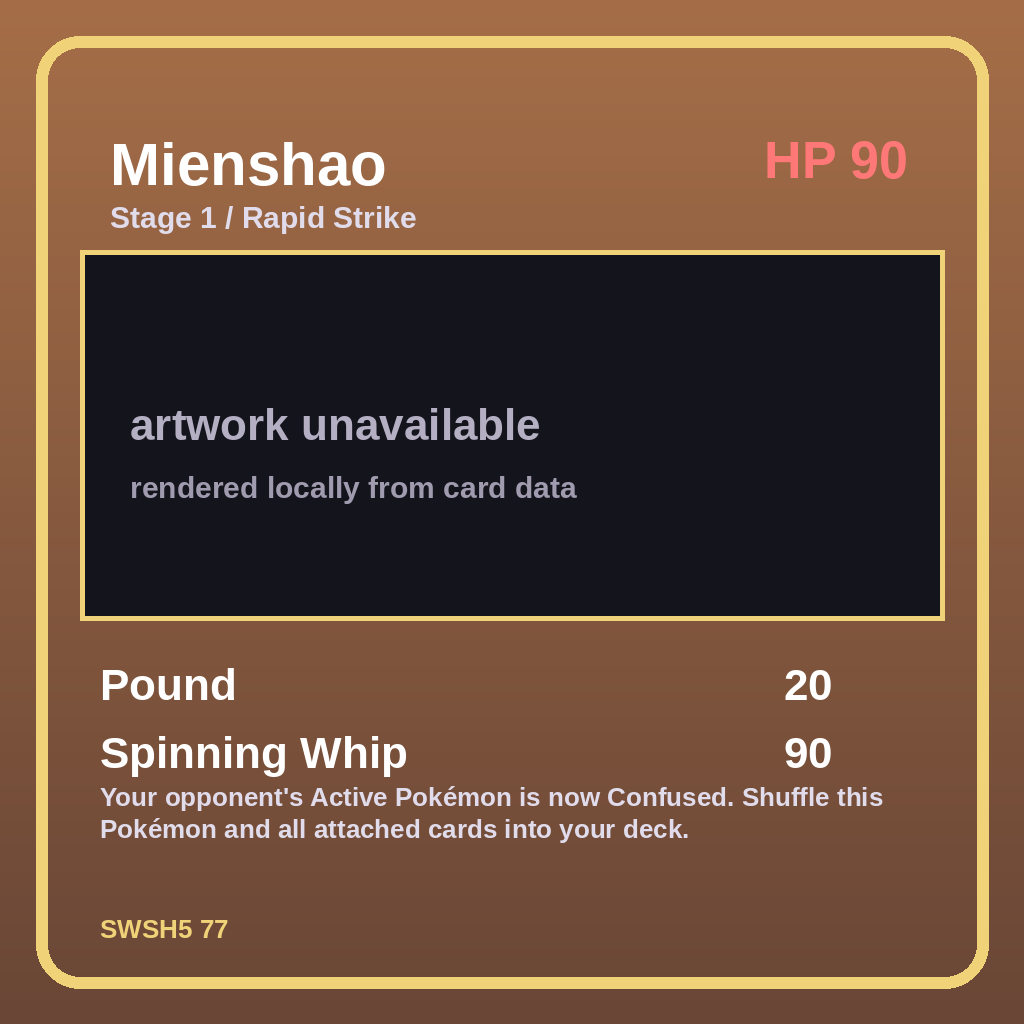 Mienshao
HP 90
Stage 1 / Rapid Strike
artwork unavailable
rendered locally from card data
Pound 20
Spinning Whip 90
Your opponent's Active Pokémon is now Confused. Shuffle this
Pokémon and all attached cards into your deck.
SWSH5 77